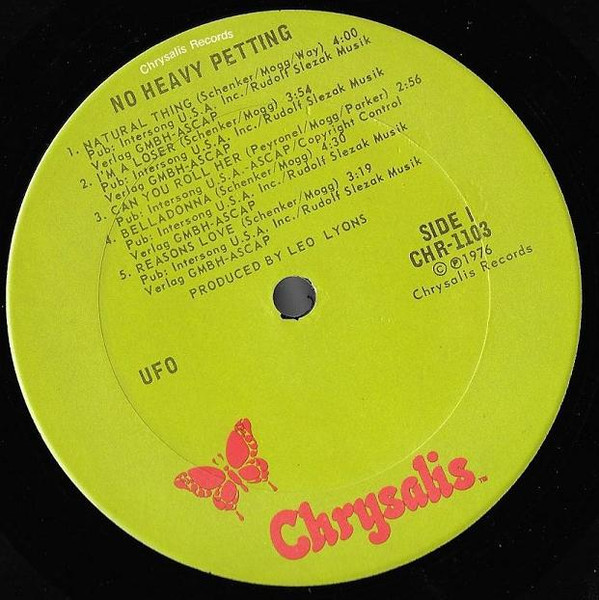 Chrysalis Records
NO HEAVY PETTING
1. NATURAL THING (Schenker/Mogg/Way) 4:00
Pub: Intersong U.S.A. Inc./Rudolf Slezak Musik
Verlag GMBH-ASCAP
2. I'M A LOSER (Schenker/Mogg) 3:54
Pub: Intersong U.S.A. Inc./Rudolf Slezak Musik
Verlag GMBH-ASCAP
3. CAN YOU ROLL HER (Peyronel/Mogg/Parker) 2:56
Pub: Intersong U.S.A.-ASCAP/Copyright Control
4. BELLADONNA (Schenker/Mogg) 4:30
Pub: Intersong U.S.A. Inc./Rudolf Slezak Musik
Verlag GMBH-ASCAP
5. REASONS LOVE (Schenker/Mogg) 3:19
Pub: Intersong U.S.A. Inc./Rudolf Slezak Musik
Verlag GMBH-ASCAP
PRODUCED BY LEO LYONS
SIDE I
CHR-1103
©℗1976
Chrysalis Records
UFO
Chrysalis™